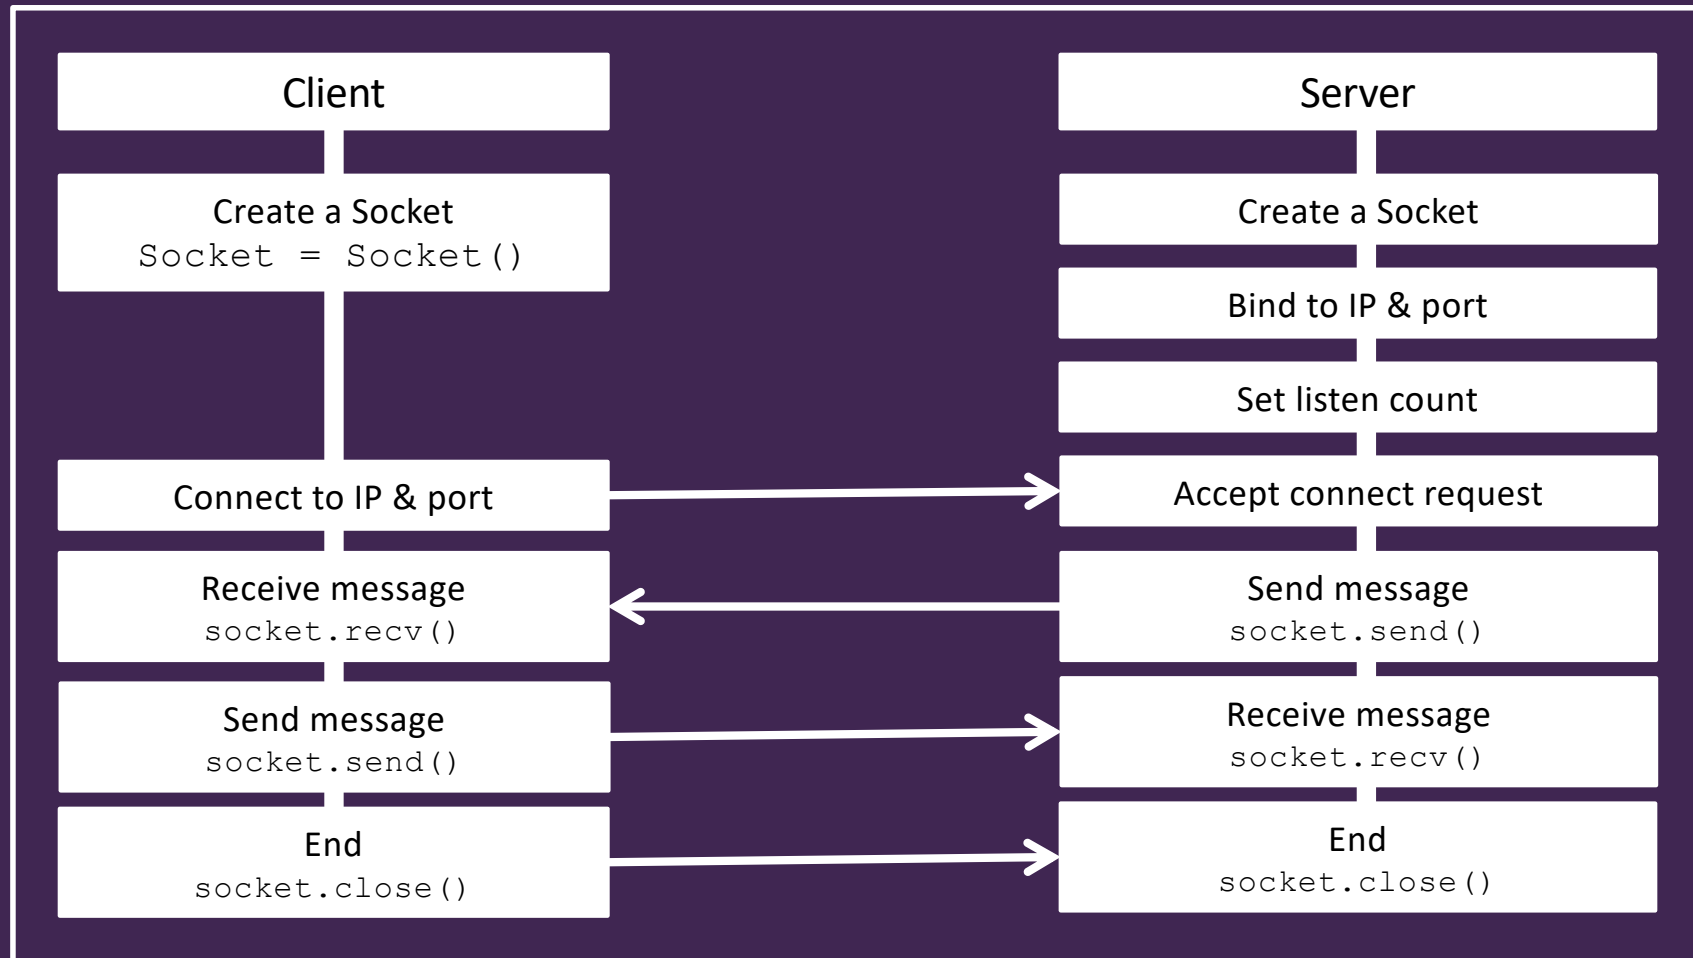 Client
Create a Socket
Socket = Socket()
Connect to IP & port
Receive message
socket.recv()
Send message
socket.send()
End
socket.close()
Server
Create a Socket
Bind to IP & port
Set listen count
Accept connect request
Send message
socket.send()
Receive message
socket.recv()
End
socket.close()